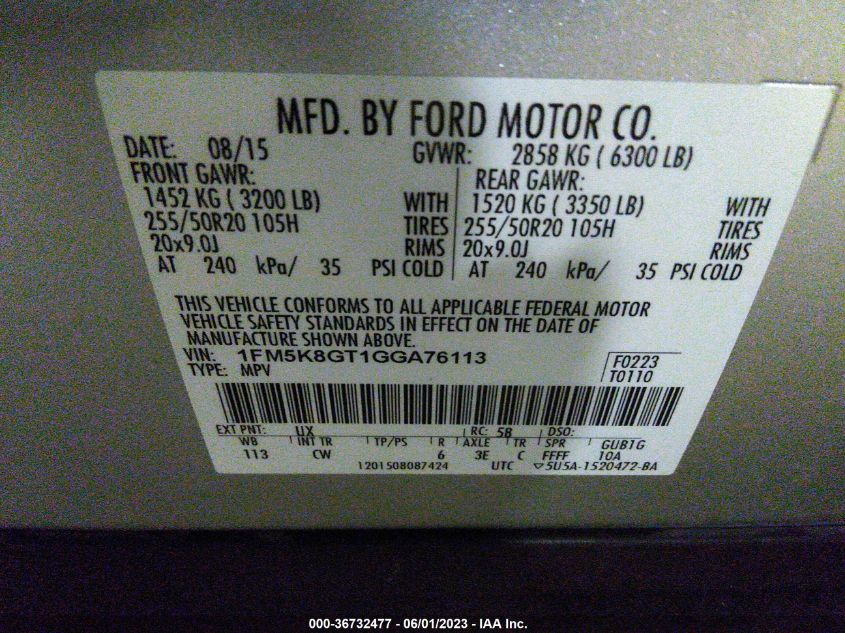 MFD. BY FORD MOTOR CO.
DATE: 08/15 GVWR: 2858 KG ( 6300 LB)
FRONT GAWR: REAR GAWR:
1452 KG ( 3200 LB) WITH 1520 KG ( 3350 LB) WITH
255/50R20 105H TIRES 255/50R20 105H TIRES
20x9.0J RIMS 20x9.0J RIMS
AT 240 kPa/ 35 PSI COLD AT 240 kPa/ 35 PSI COLD
THIS VEHICLE CONFORMS TO ALL APPLICABLE FEDERAL MOTOR
VEHICLE SAFETY STANDARDS IN EFFECT ON THE DATE OF
MANUFACTURE SHOWN ABOVE.
VIN: 1FM5K8GT1GGA76113 F0223
TYPE: MPV T0110
EXT PNT: UX RC: 58 DSO:
WB INT TR TP/PS R AXLE TR SPR GUB1G
113 CW 6 3E C FFFF 10A
1201508087424 UTC ▽5U5A-1520472-BA
000-36732477 - 06/01/2023 - IAA Inc.